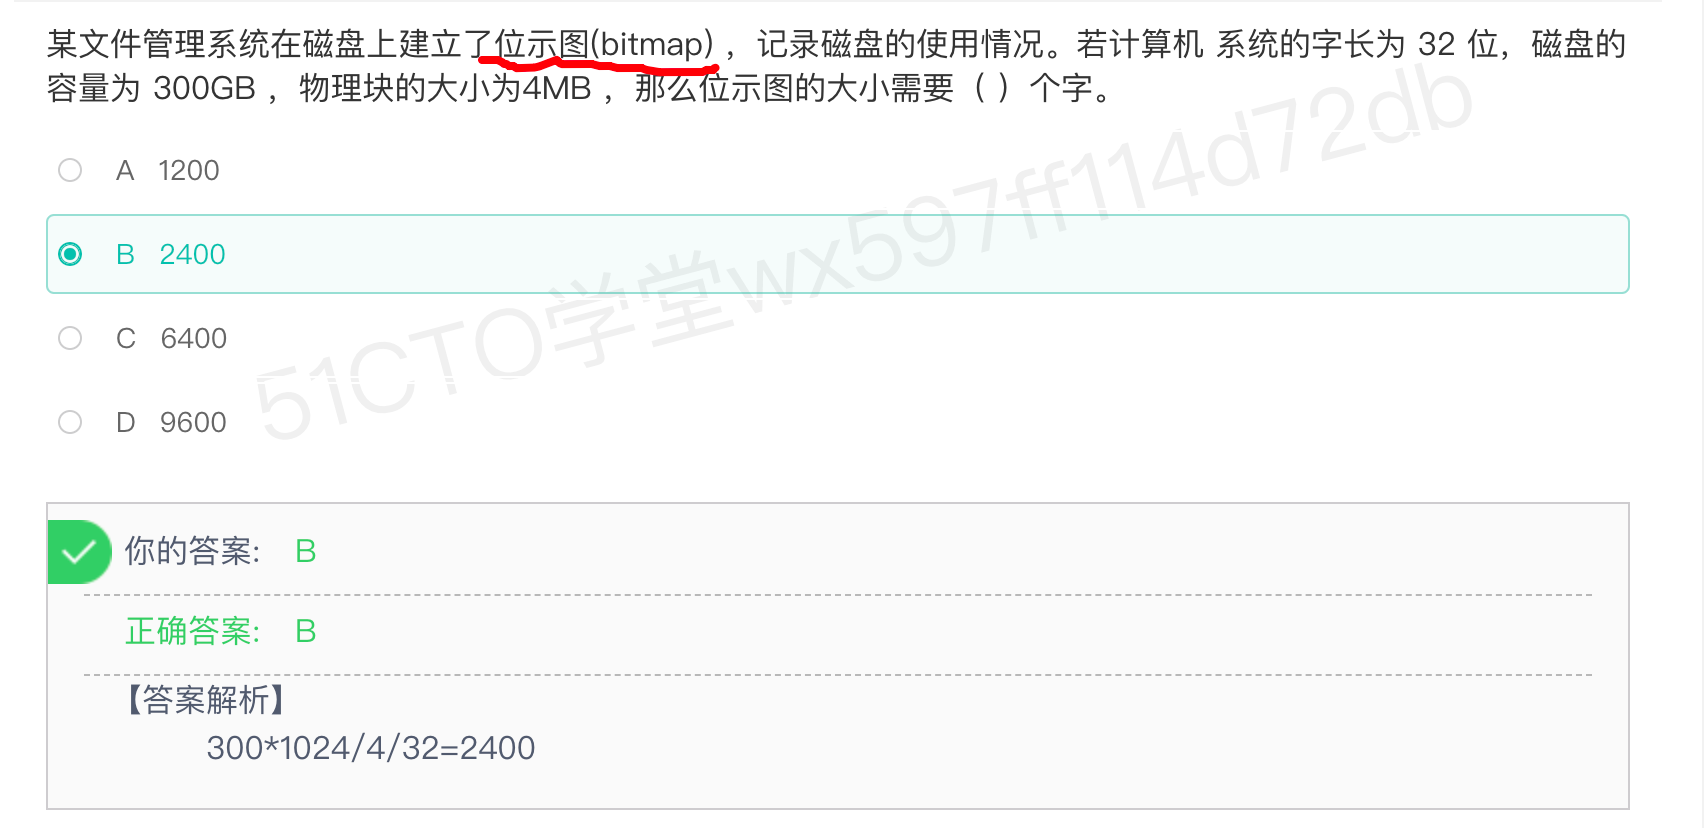 某文件管理系统在磁盘上建立了位示图(bitmap) ，记录磁盘的使用情况。若计算机 系统的字长为 32 位，磁盘的
容量为 300GB ，物理块的大小为4MB ，那么位示图的大小需要（ ）个字。
A 1200
B 2400
C 6400
D 9600
51CTO学堂wx597ff114d72db
你的答案: B
正确答案: B
【答案解析】
300*1024/4/32=2400